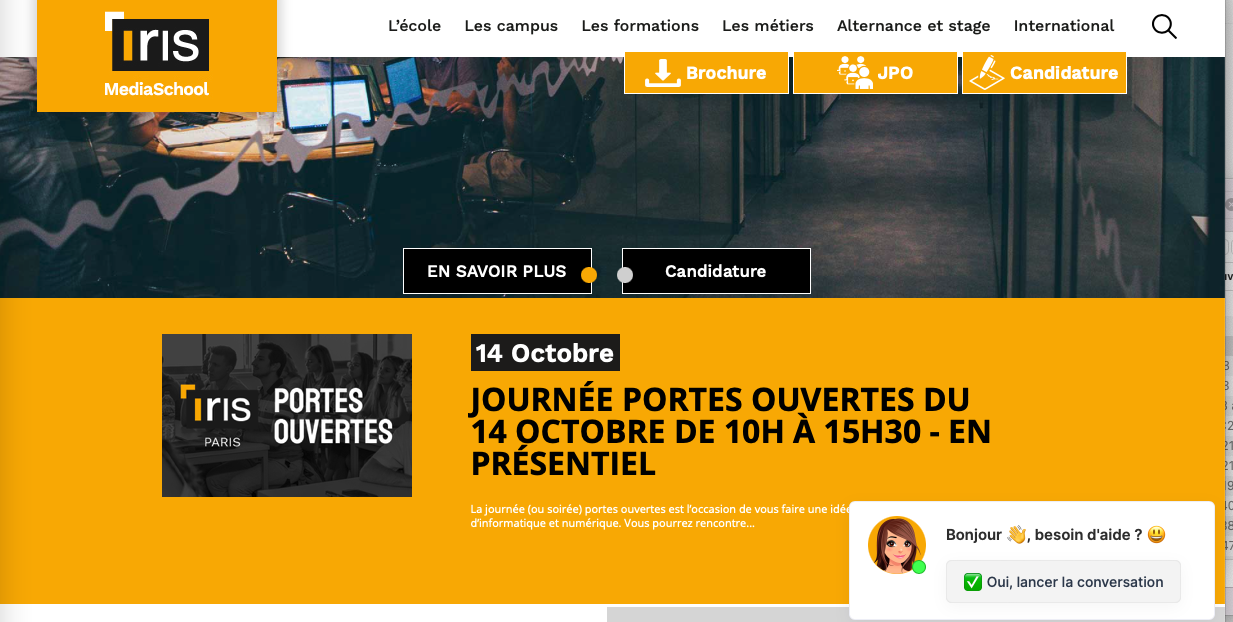 iris
MediaSchool
L'école Les campus Les formations Les métiers Alternance et stage International
Brochure JPO Candidature
EN SAVOIR PLUS Candidature
iris
PARIS
PORTES
OUVERTES
14 Octobre
JOURNÉE PORTES OUVERTES DU
14 OCTOBRE DE 10H À 15H30 - EN
PRÉSENTIEL
La journée (ou soirée) portes ouvertes est l'occasion de vous faire une idée
d'informatique et numérique. Vous pourrez rencontre...
Bonjour 👋, besoin d'aide ? 😃
✅ Oui, lancer la conversation